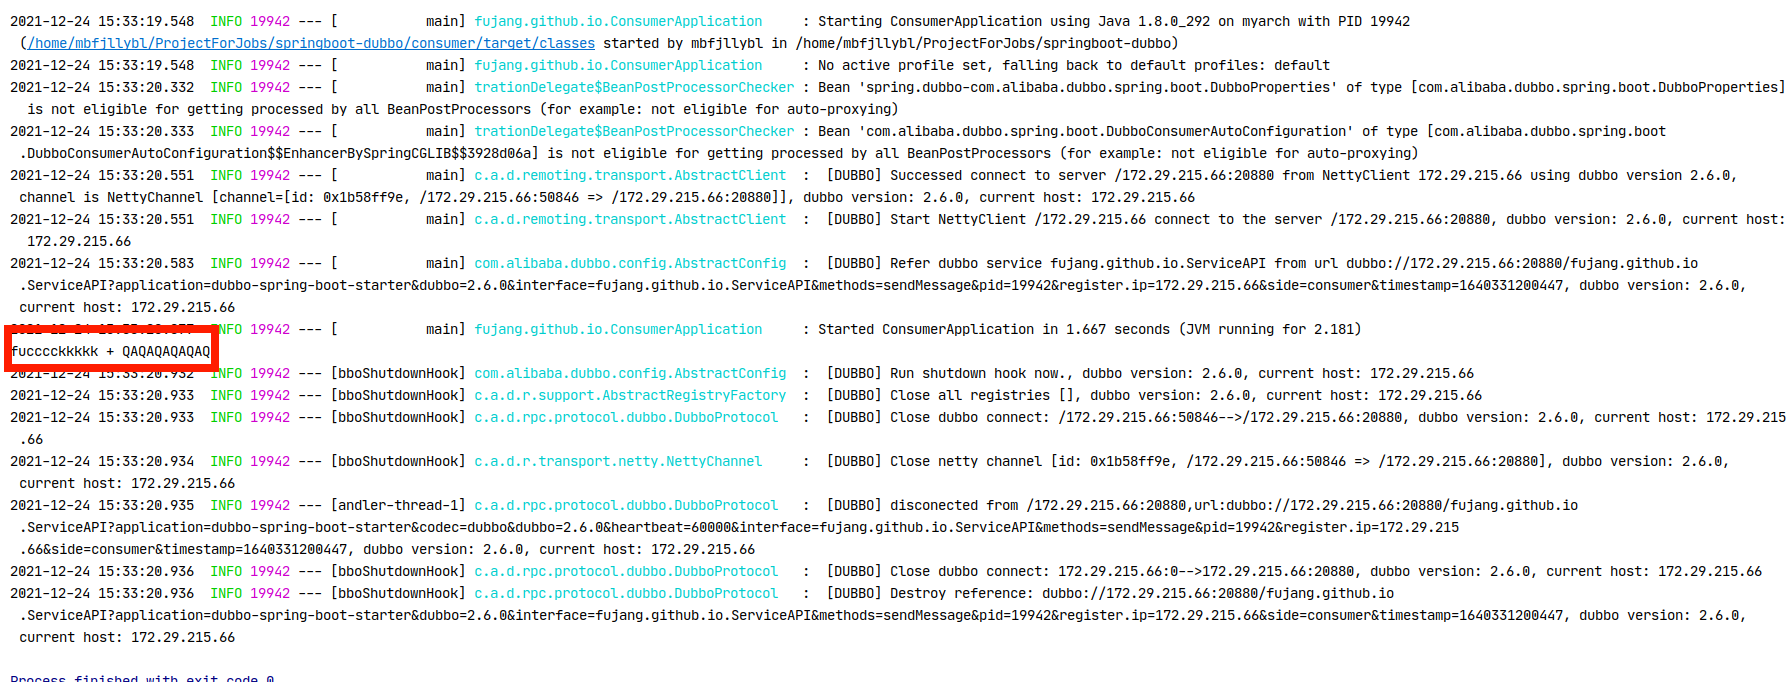 2021-12-24 15:33:19.548  INFO 19942 --- [           main] fujang.github.io.ConsumerApplication     : Starting ConsumerApplication using Java 1.8.0_292 on myarch with PID 19942
(/home/mbfjllybl/ProjectForJobs/springboot-dubbo/consumer/target/classes started by mbfjllybl in /home/mbfjllybl/ProjectForJobs/springboot-dubbo)
2021-12-24 15:33:19.548  INFO 19942 --- [           main] fujang.github.io.ConsumerApplication     : No active profile set, falling back to default profiles: default
2021-12-24 15:33:20.332  INFO 19942 --- [           main] trationDelegate$BeanPostProcessorChecker : Bean 'spring.dubbo-com.alibaba.dubbo.spring.boot.DubboProperties' of type [com.alibaba.dubbo.spring.boot.DubboProperties]
is not eligible for getting processed by all BeanPostProcessors (for example: not eligible for auto-proxying)
2021-12-24 15:33:20.333  INFO 19942 --- [           main] trationDelegate$BeanPostProcessorChecker : Bean 'com.alibaba.dubbo.spring.boot.DubboConsumerAutoConfiguration' of type [com.alibaba.dubbo.spring.boot
.DubboConsumerAutoConfiguration$$EnhancerBySpringCGLIB$$3928d06a] is not eligible for getting processed by all BeanPostProcessors (for example: not eligible for auto-proxying)
2021-12-24 15:33:20.551  INFO 19942 --- [           main] c.a.d.remoting.transport.AbstractClient  :  [DUBBO] Successed connect to server /172.29.215.66:20880 from NettyClient 172.29.215.66 using dubbo version 2.6.0,
channel is NettyChannel [channel=[id: 0x1b58ff9e, /172.29.215.66:50846 => /172.29.215.66:20880]], dubbo version: 2.6.0, current host: 172.29.215.66
2021-12-24 15:33:20.551  INFO 19942 --- [           main] c.a.d.remoting.transport.AbstractClient  :  [DUBBO] Start NettyClient /172.29.215.66 connect to the server /172.29.215.66:20880, dubbo version: 2.6.0, current host:
172.29.215.66
2021-12-24 15:33:20.583  INFO 19942 --- [           main] com.alibaba.dubbo.config.AbstractConfig  :  [DUBBO] Refer dubbo service fujang.github.io.ServiceAPI from url dubbo://172.29.215.66:20880/fujang.github.io
.ServiceAPI?application=dubbo-spring-boot-starter&dubbo=2.6.0&interface=fujang.github.io.ServiceAPI&methods=sendMessage&pid=19942&register.ip=172.29.215.66&side=consumer&timestamp=1640331200447, dubbo version: 2.6.0,
current host: 172.29.215.66
INFO 19942 --- [           main] fujang.github.io.ConsumerApplication     : Started ConsumerApplication in 1.667 seconds (JVM running for 2.181)
fucccckkkkk + QAQAQAQAQAQ
2021-12-24 15:33:20.932  INFO 19942 --- [bboShutdownHook] com.alibaba.dubbo.config.AbstractConfig  :  [DUBBO] Run shutdown hook now., dubbo version: 2.6.0, current host: 172.29.215.66
2021-12-24 15:33:20.933  INFO 19942 --- [bboShutdownHook] c.a.d.r.support.AbstractRegistryFactory  :  [DUBBO] Close all registries [], dubbo version: 2.6.0, current host: 172.29.215.66
2021-12-24 15:33:20.933  INFO 19942 --- [bboShutdownHook] c.a.d.rpc.protocol.dubbo.DubboProtocol   :  [DUBBO] Close dubbo connect: /172.29.215.66:50846-->/172.29.215.66:20880, dubbo version: 2.6.0, current host: 172.29.215
.66
2021-12-24 15:33:20.934  INFO 19942 --- [bboShutdownHook] c.a.d.r.transport.netty.NettyChannel     :  [DUBBO] Close netty channel [id: 0x1b58ff9e, /172.29.215.66:50846 => /172.29.215.66:20880], dubbo version: 2.6.0,
current host: 172.29.215.66
2021-12-24 15:33:20.935  INFO 19942 --- [andler-thread-1] c.a.d.rpc.protocol.dubbo.DubboProtocol   :  [DUBBO] disconected from /172.29.215.66:20880,url:dubbo://172.29.215.66:20880/fujang.github.io
.ServiceAPI?application=dubbo-spring-boot-starter&codec=dubbo&dubbo=2.6.0&heartbeat=60000&interface=fujang.github.io.ServiceAPI&methods=sendMessage&pid=19942&register.ip=172.29.215
.66&side=consumer&timestamp=1640331200447, dubbo version: 2.6.0, current host: 172.29.215.66
2021-12-24 15:33:20.936  INFO 19942 --- [bboShutdownHook] c.a.d.rpc.protocol.dubbo.DubboProtocol   :  [DUBBO] Close dubbo connect: 172.29.215.66:0-->172.29.215.66:20880, dubbo version: 2.6.0, current host: 172.29.215.66
2021-12-24 15:33:20.936  INFO 19942 --- [bboShutdownHook] c.a.d.rpc.protocol.dubbo.DubboProtocol   :  [DUBBO] Destroy reference: dubbo://172.29.215.66:20880/fujang.github.io
.ServiceAPI?application=dubbo-spring-boot-starter&dubbo=2.6.0&interface=fujang.github.io.ServiceAPI&methods=sendMessage&pid=19942&register.ip=172.29.215.66&side=consumer&timestamp=1640331200447, dubbo version: 2.6.0,
current host: 172.29.215.66
Process finished with exit code 0